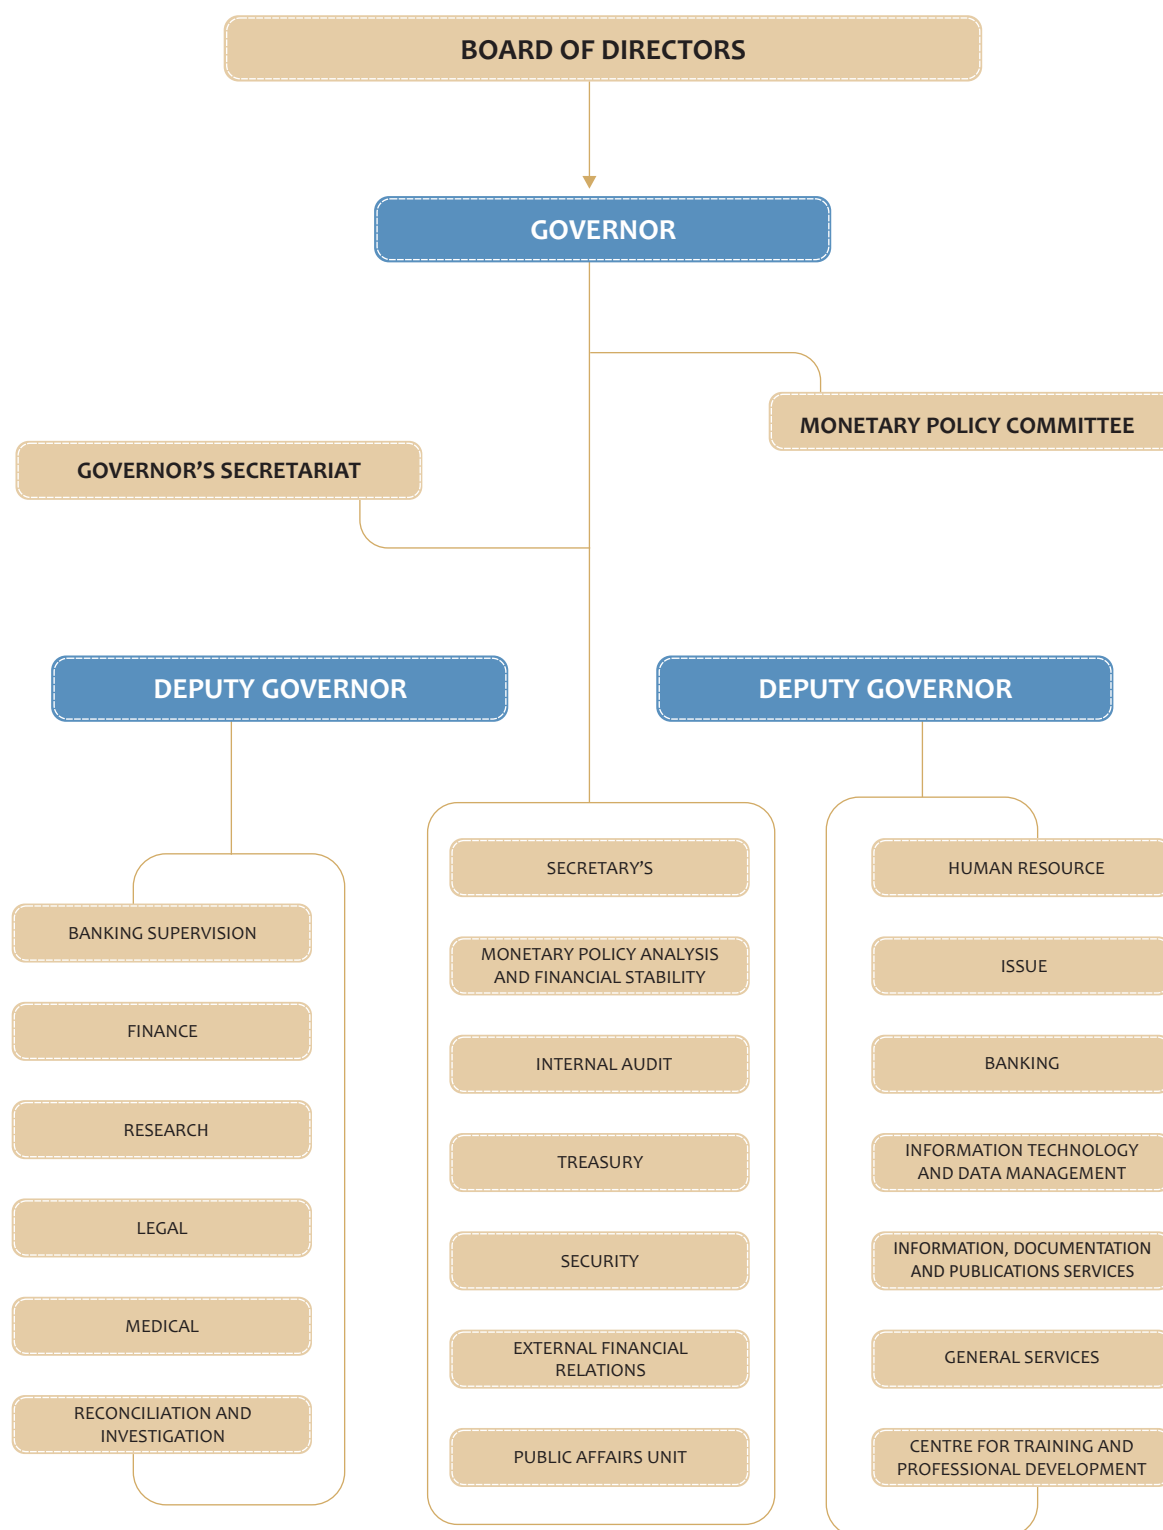 BOARD OF DIRECTORS
GOVERNOR
MONETARY POLICY COMMITTEE
GOVERNOR’S SECRETARIAT
DEPUTY GOVERNOR
DEPUTY GOVERNOR
BANKING SUPERVISION
FINANCE
RESEARCH
LEGAL
MEDICAL
RECONCILIATION AND
INVESTIGATION
SECRETARY’S
MONETARY POLICY ANALYSIS
AND FINANCIAL STABILITY
INTERNAL AUDIT
TREASURY
SECURITY
EXTERNAL FINANCIAL
RELATIONS
PUBLIC AFFAIRS UNIT
HUMAN RESOURCE
ISSUE
BANKING
INFORMATION TECHNOLOGY
AND DATA MANAGEMENT
INFORMATION, DOCUMENTATION
AND PUBLICATIONS SERVICES
GENERAL SERVICES
CENTRE FOR TRAINING AND
PROFESSIONAL DEVELOPMENT